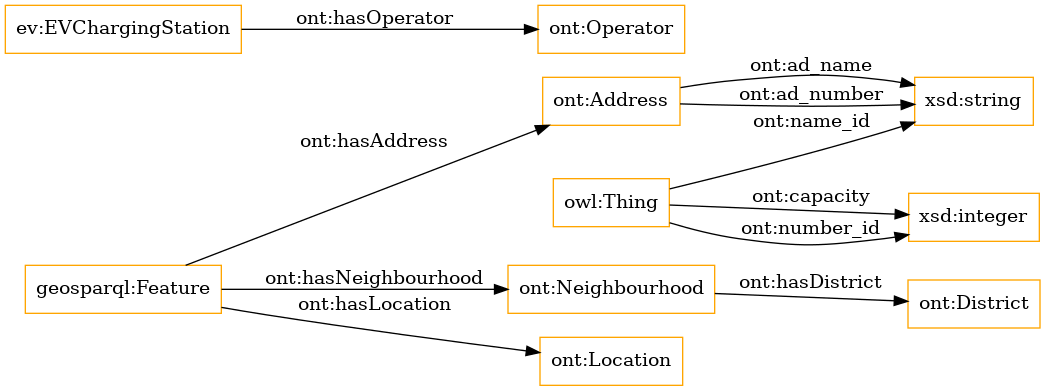 ev:EVChargingStation
ont:hasOperator
ont:Operator
ont:Address
ont:ad_name
ont:ad_number
ont:name_id
xsd:string
ont:hasAddress
owl:Thing
ont:capacity
ont:number_id
xsd:integer
geosparql:Feature
ont:hasNeighbourhood
ont:hasLocation
ont:Neighbourhood
ont:hasDistrict
ont:District
ont:Location